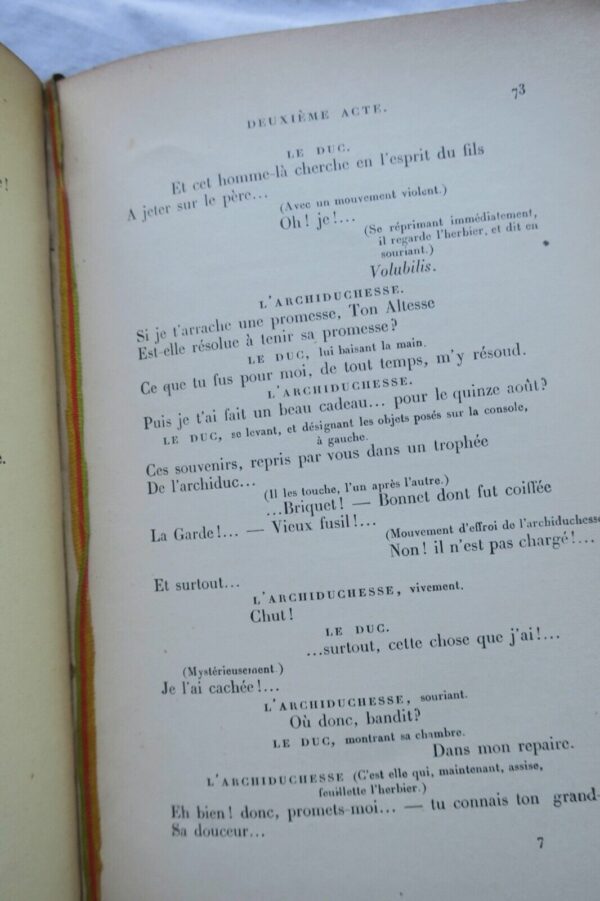 DEUXIÈME ACTE.
73
LE DUC.
Et cet homme-là cherche en l'esprit du fils
A jeter sur le père...
(Avec un mouvement violent.)
Oh! je!...
(Se réprimant immédiatement,
il regarde l'herbier, et dit en
souriant.)
Volubilis.
L'ARCHIDUCHESSE.
Si je t'arrache une promesse, Ton Altesse
Est-elle résolue à tenir sa promesse?
LE DUC, lui baisant la main.
Ce que tu fus pour moi, de tout temps, m'y résoud.
L'ARCHIDUCHESSE.
Puis je t'ai fait un beau cadeau... pour le quinze août?
LE DUC, se levant, et désignant les objets posés sur la console,
à gauche.
Ces souvenirs, repris par vous dans un trophée
De l'archiduc...
(Il les touche, l'un après l'autre.)
...Briquet! — Bonnet dont fut coiffée
La Garde!... — Vieux fusil!...
(Mouvement d'effroi de l'archiduchesse
Non! il n'est pas chargé!...
Et surtout...
L'ARCHIDUCHESSE, vivement.
Chut!
LE DUC.
...surtout, cette chose que j'ai!...
(Mystérieusement.)
Je l'ai cachée!...
L'ARCHIDUCHESSE, souriant.
Où donc, bandit?
LE DUC, montrant sa chambre.
Dans mon repaire.
L'ARCHIDUCHESSE (C'est elle qui, maintenant, assise,
feuillette l'herbier.)
Eh bien! donc, promets-moi... — tu connais ton grand-
Sa douceur...
7